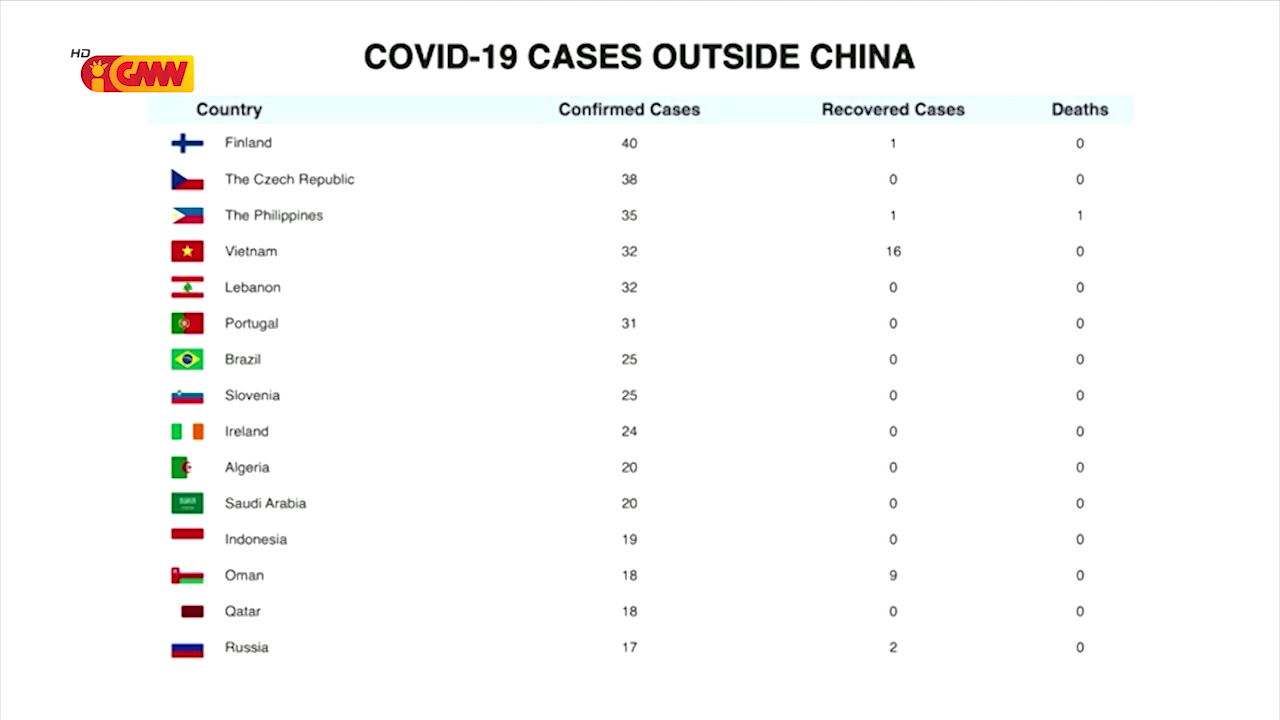 HD
iGMW
COVID-19 CASES OUTSIDE CHINA
Country Confirmed Cases Recovered Cases Deaths
Finland 40 1 0
The Czech Republic 38 0 0
The Philippines 35 1 1
Vietnam 32 16 0
Lebanon 32 0 0
Portugal 31 0 0
Brazil 25 0 0
Slovenia 25 0 0
Ireland 24 0 0
Algeria 20 0 0
Saudi Arabia 20 0 0
Indonesia 19 0 0
Oman 18 9 0
Qatar 18 0 0
Russia 17 2 0